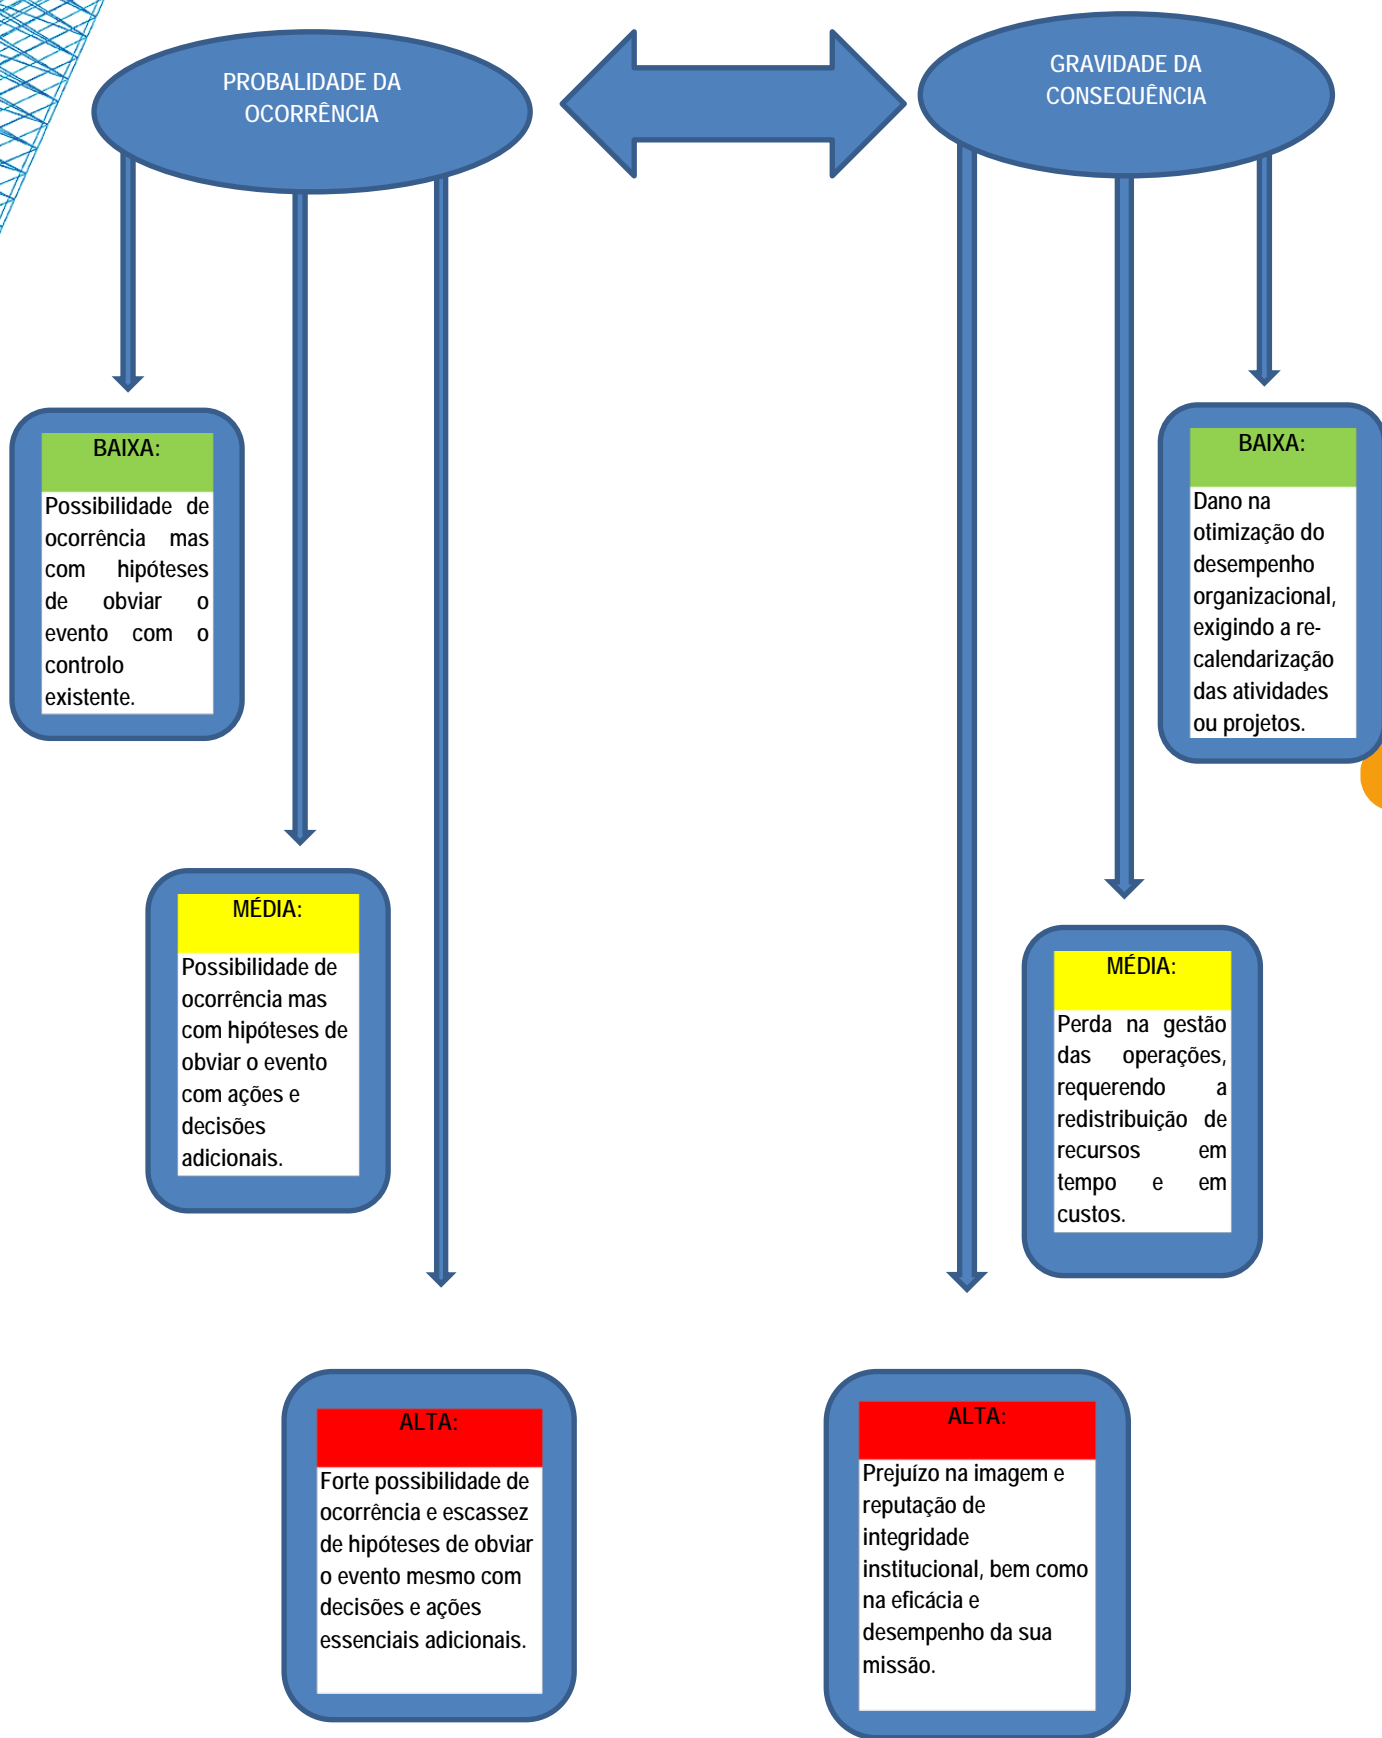 PROBALIDADE DA
OCORRÊNCIA
GRAVIDADE DA
CONSEQUÊNCIA
BAIXA:
Possibilidade de
ocorrência mas
com hipóteses
de obviar o
evento com o
controlo
existente.
BAIXA:
Dano na
otimização do
desempenho
organizacional,
exigindo a re-
calendarização
das atividades
ou projetos.
MÉDIA:
Possibilidade de
ocorrência mas
com hipóteses de
obviar o evento
com ações e
decisões
adicionais.
MÉDIA:
Perda na gestão
das operações,
requerendo a
redistribuição de
recursos em
tempo e em
custos.
ALTA:
Forte possibilidade de
ocorrência e escassez
de hipóteses de obviar
o evento mesmo com
decisões e ações
essenciais adicionais.
ALTA:
Prejuízo na imagem e
reputação de
integridade
institucional, bem como
na eficácia e
desempenho da sua
missão.